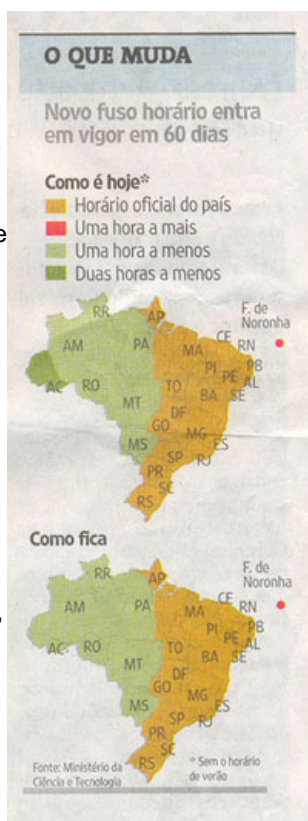 O QUE MUDA
Novo fuso horário entra
em vigor em 60 dias
Como é hoje*
Horário oficial do país
Uma hora a mais
Uma hora a menos
Duas horas a menos
e
RR
AP
F. de
Noronha
AM
PA
MA
CE
RN
PI
PE
PB
AL
SE
AC
RO
TO
BA
MT
DF
GO
MG
ES
MS
SP
RJ
PR
SC
RS
Como fica
RR
AP
F. de
Noronha
AM
PA
MA
CE
RN
PI
PE
PB
AL
SE
AC
RO
TO
BA
MT
DF
GO
MG
ES
MS
SP
RJ
PR
SC
RS
Fonte: Ministério da
Ciência e Tecnologia
* Sem o horário
de verão